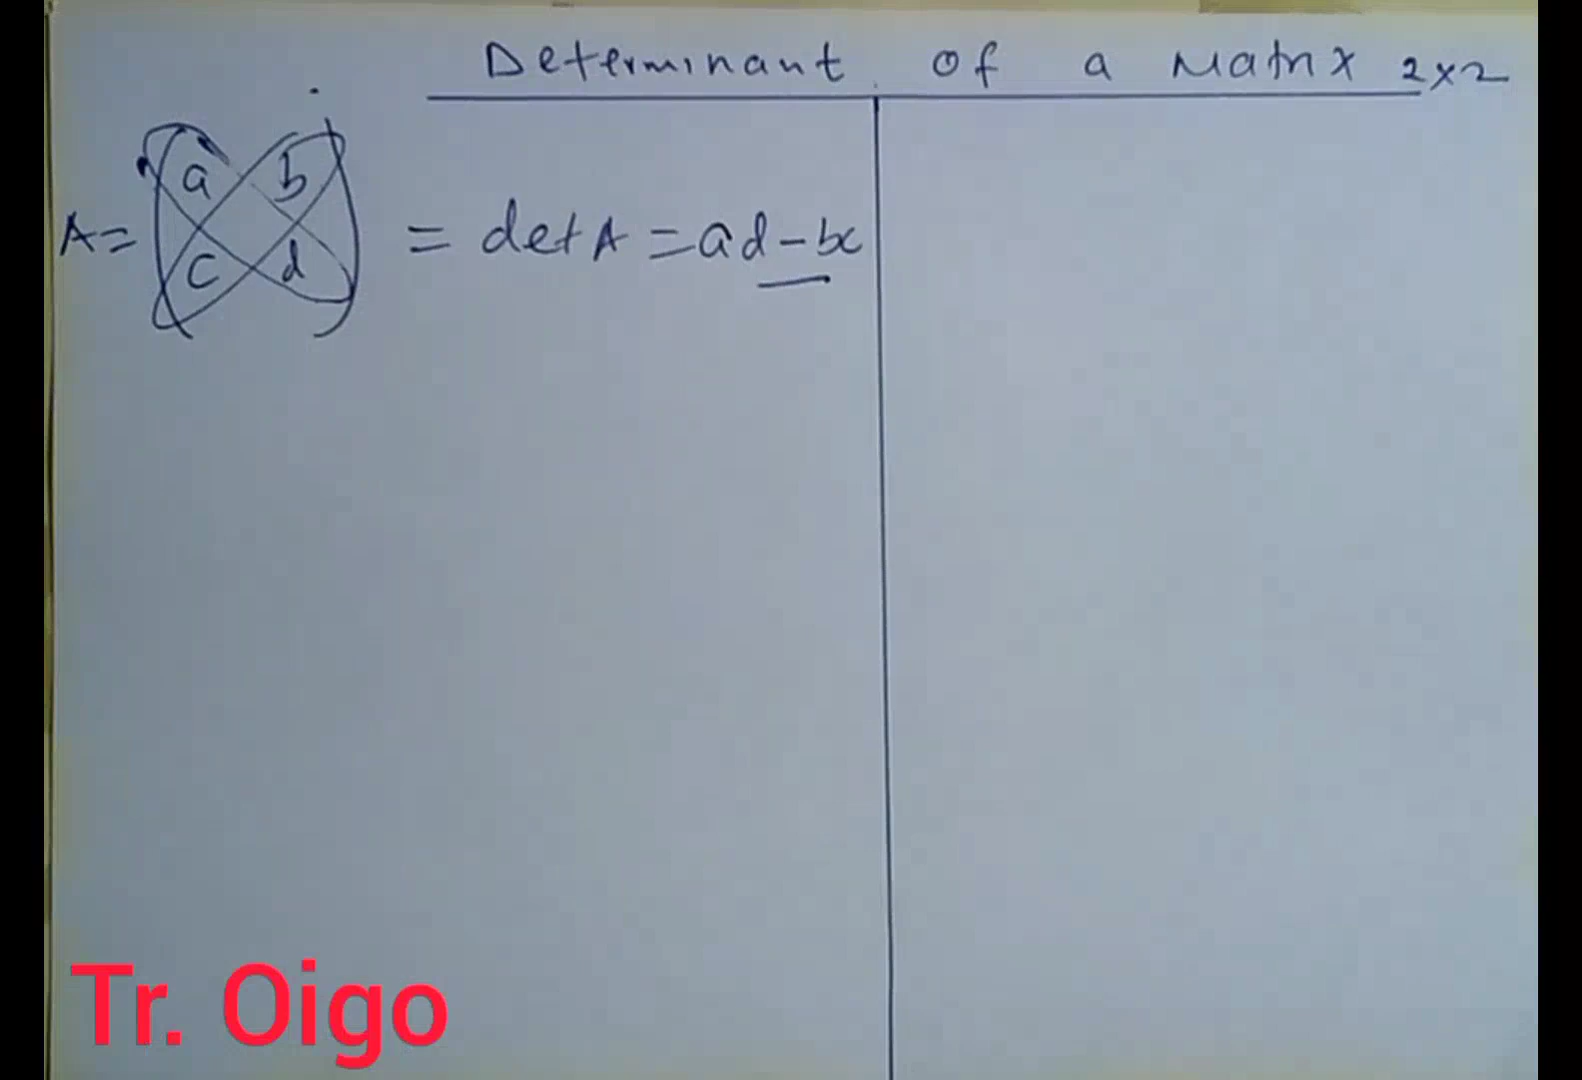 Determinant of a Matrix 2x2
A = (a b
c d) = det A = ad - bc
Tr. Oigo